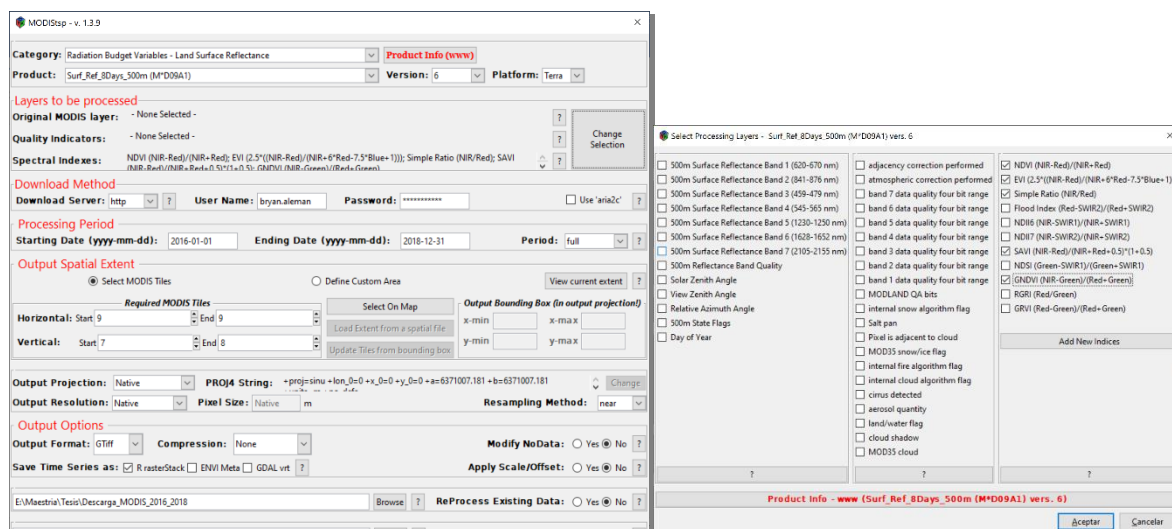 MODIStsp - v. 1.3.9
Category: Radiation Budget Variables - Land Surface Reflectance Product Info (www)
Product: Surf_Ref_8Days_500m (M*D09A1) Version: 6 Platform: Terra
Layers to be processed
Original MODIS layer: - None Selected - ?
Quality Indicators: - None Selected - ?
Change Selection
Spectral Indexes: NDVI (NIR-Red)/(NIR+Red); EVI (2.5*((NIR-Red)/(NIR+6*Red-7.5*Blue+1))); Simple Ratio (NIR/Red); SAVI ?
(NIR-Red)/(NIR+Red+0.5)*(1+0.5); GNDVI (NIR-Green)/(Red+Green)
Download Method
Download Server: http ? User Name: bryan.aleman Password: *********** Use 'aria2c' ?
Processing Period
Starting Date (yyyy-mm-dd): 2016-01-01 Ending Date (yyyy-mm-dd): 2018-12-31 Period: full ?
Output Spatial Extent
Select MODIS Tiles Define Custom Area View current extent ?
Required MODIS Tiles Select On Map Output Bounding Box (in output projection!)
Horizontal: Start 9 End 9 Load Extent from a spatial file x-min x-max
Vertical: Start 7 End 8 Update Tiles from bounding box y-min y-max
Output Projection: Native PROJ4 String: +proj=sinu +lon_0=0 +x_0=0 +y_0=0 +a=6371007.181 +b=6371007.181 Change
Output Resolution: Native Pixel Size: Native m Resampling Method: near
Output Options
Output Format: GTiff Compression: None Modify NoData: Yes No ?
Save Time Series as: R rasterStack ENVI Meta GDAL vrt ? Apply Scale/Offset: Yes No ?
E:\Maestria\Tesis\Descarga_MODIS_2016_2018 Browse ? ReProcess Existing Data: Yes No ?
Select Processing Layers - Surf_Ref_8Days_500m (M*D09A1) vers. 6
500m Surface Reflectance Band 1 (620-670 nm)
500m Surface Reflectance Band 2 (841-876 nm)
500m Surface Reflectance Band 3 (459-479 nm)
500m Surface Reflectance Band 4 (545-565 nm)
500m Surface Reflectance Band 5 (1230-1250 nm)
500m Surface Reflectance Band 6 (1628-1652 nm)
500m Surface Reflectance Band 7 (2105-2155 nm)
500m Reflectance Band Quality
Solar Zenith Angle
View Zenith Angle
Relative Azimuth Angle
500m State Flags
Day of Year
?
adjacency correction performed
atmospheric correction performed
band 7 data quality four bit range
band 6 data quality four bit range
band 5 data quality four bit range
band 4 data quality four bit range
band 3 data quality four bit range
band 2 data quality four bit range
band 1 data quality four bit range
MODLAND QA bits
internal snow algorithm flag
Salt pan
Pixel is adjacent to cloud
MOD35 snow/ice flag
internal fire algorithm flag
internal cloud algorithm flag
cirrus detected
aerosol quantity
land/water flag
cloud shadow
MOD35 cloud
?
NDVI (NIR-Red)/(NIR+Red)
EVI (2.5*((NIR-Red)/(NIR+6*Red-7.5*Blue+1)
Simple Ratio (NIR/Red)
Flood Index (Red-SWIR2)/(Red+SWIR2)
NDII6 (NIR-SWIR1)/(NIR+SWIR1)
NDII7 (NIR-SWIR2)/(NIR+SWIR2)
SAVI (NIR-Red)/(NIR+Red+0.5)*(1+0.5)
NDSI (Green-SWIR1)/(Green+SWIR1)
GNDVI (NIR-Green)/(Red+Green)
RGRI (Red/Green)
GRVI (Red-Green)/(Red+Green)
Add New Indices
?
Product Info - www (Surf_Ref_8Days_500m (M*D09A1) vers. 6)
Aceptar Cancelar